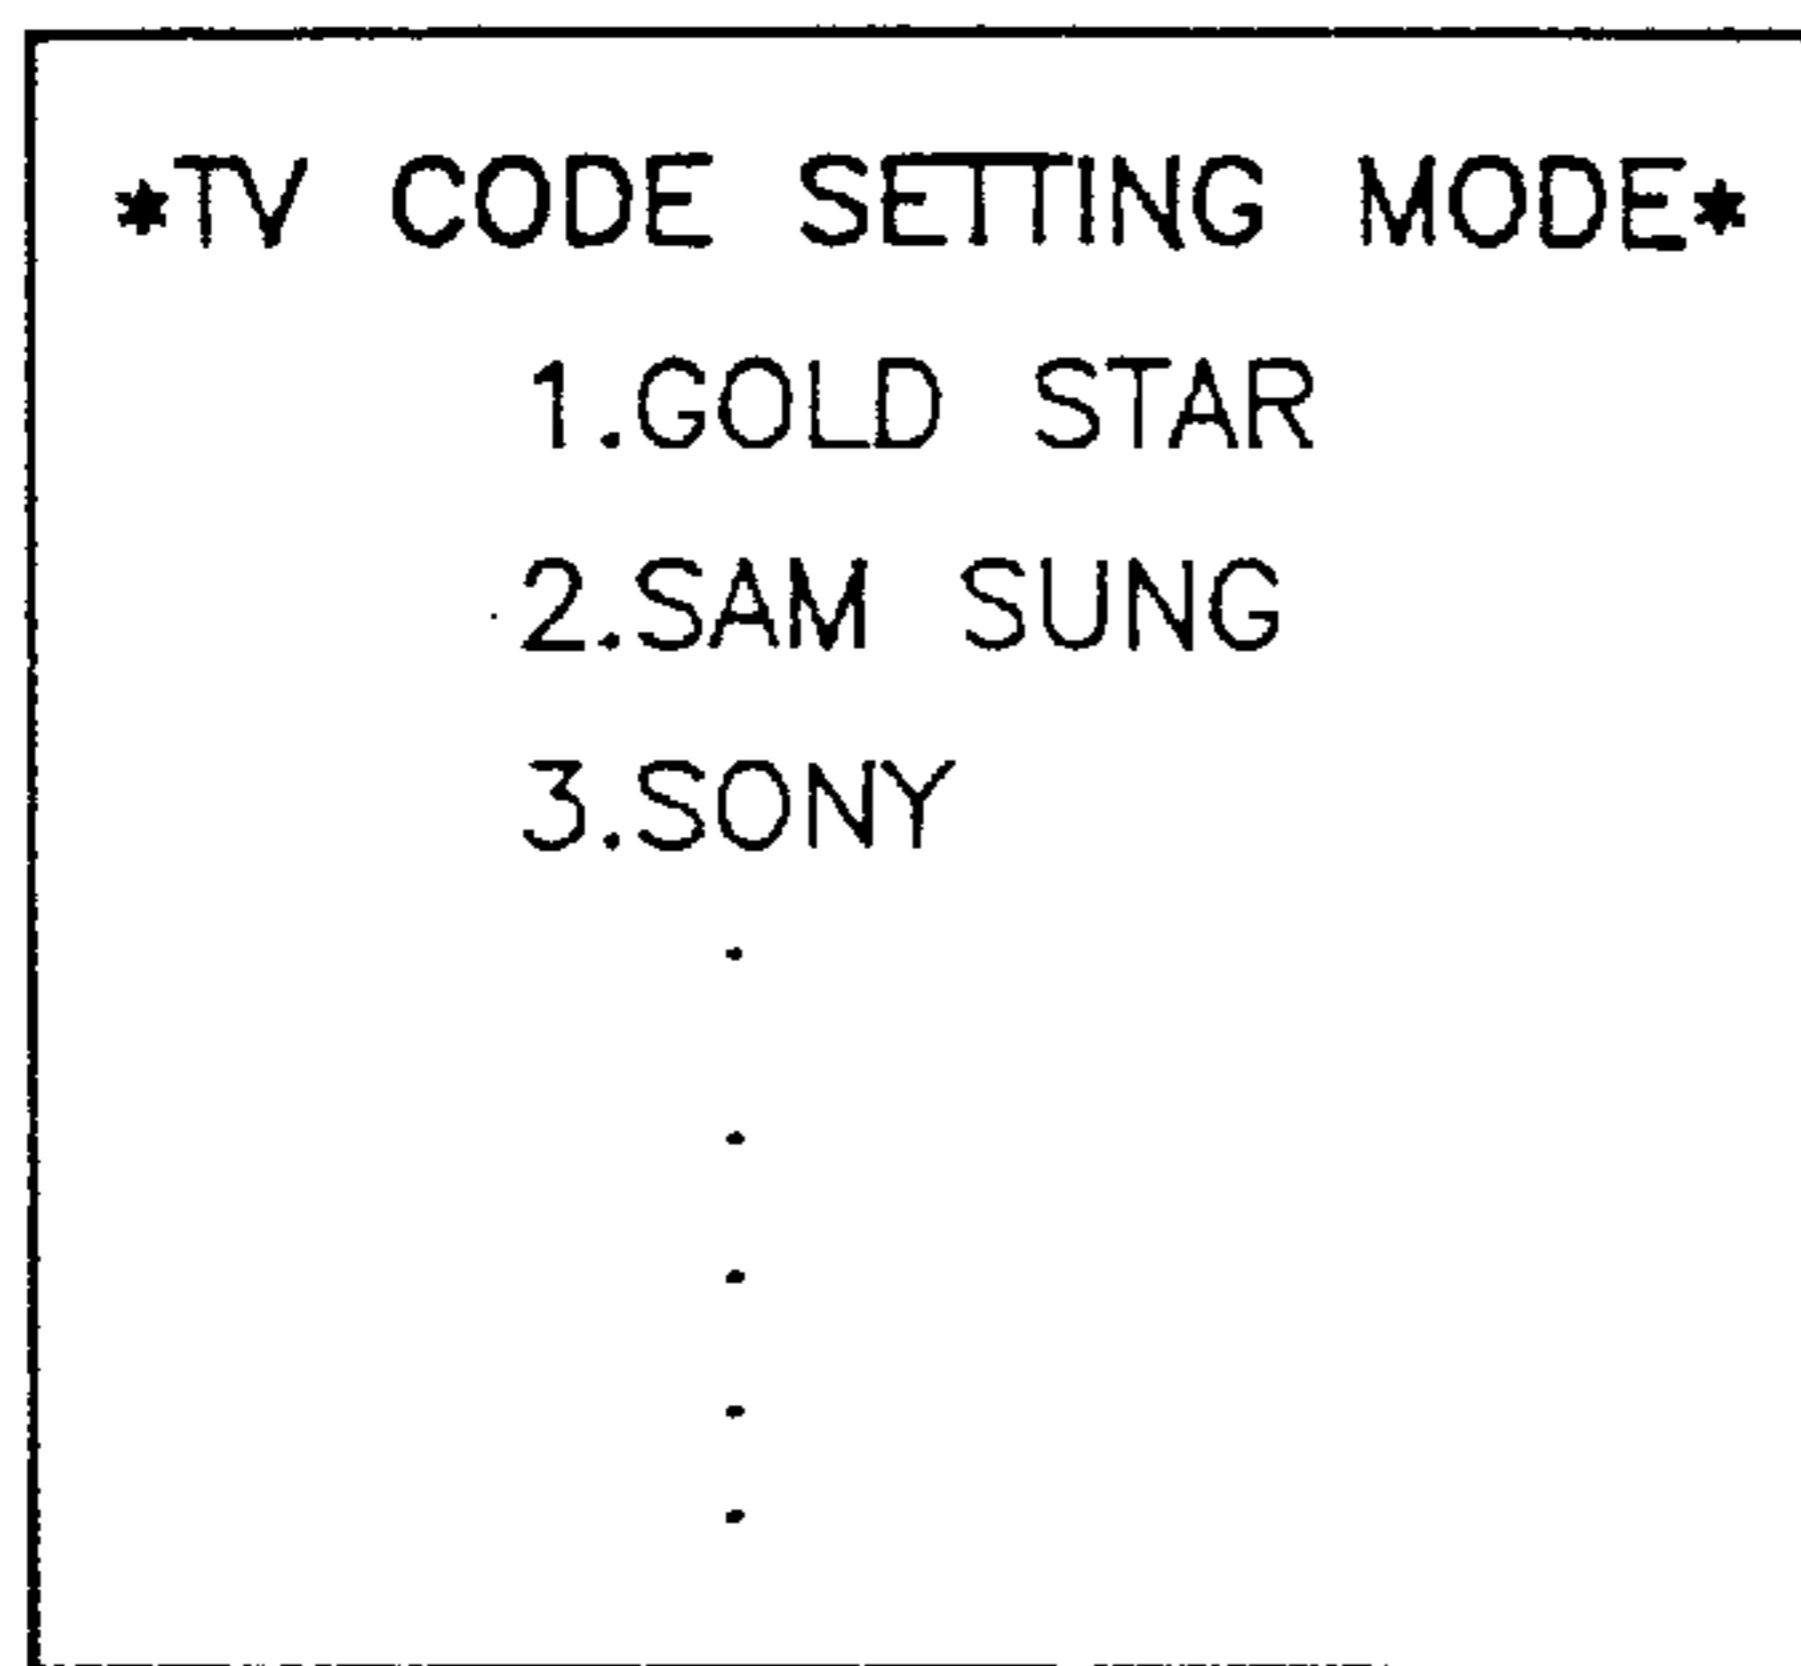 *TV CODE SETTING MODE*
1.GOLD STAR
2.SAM SUNG
3.SONY
.
.
.
.
.